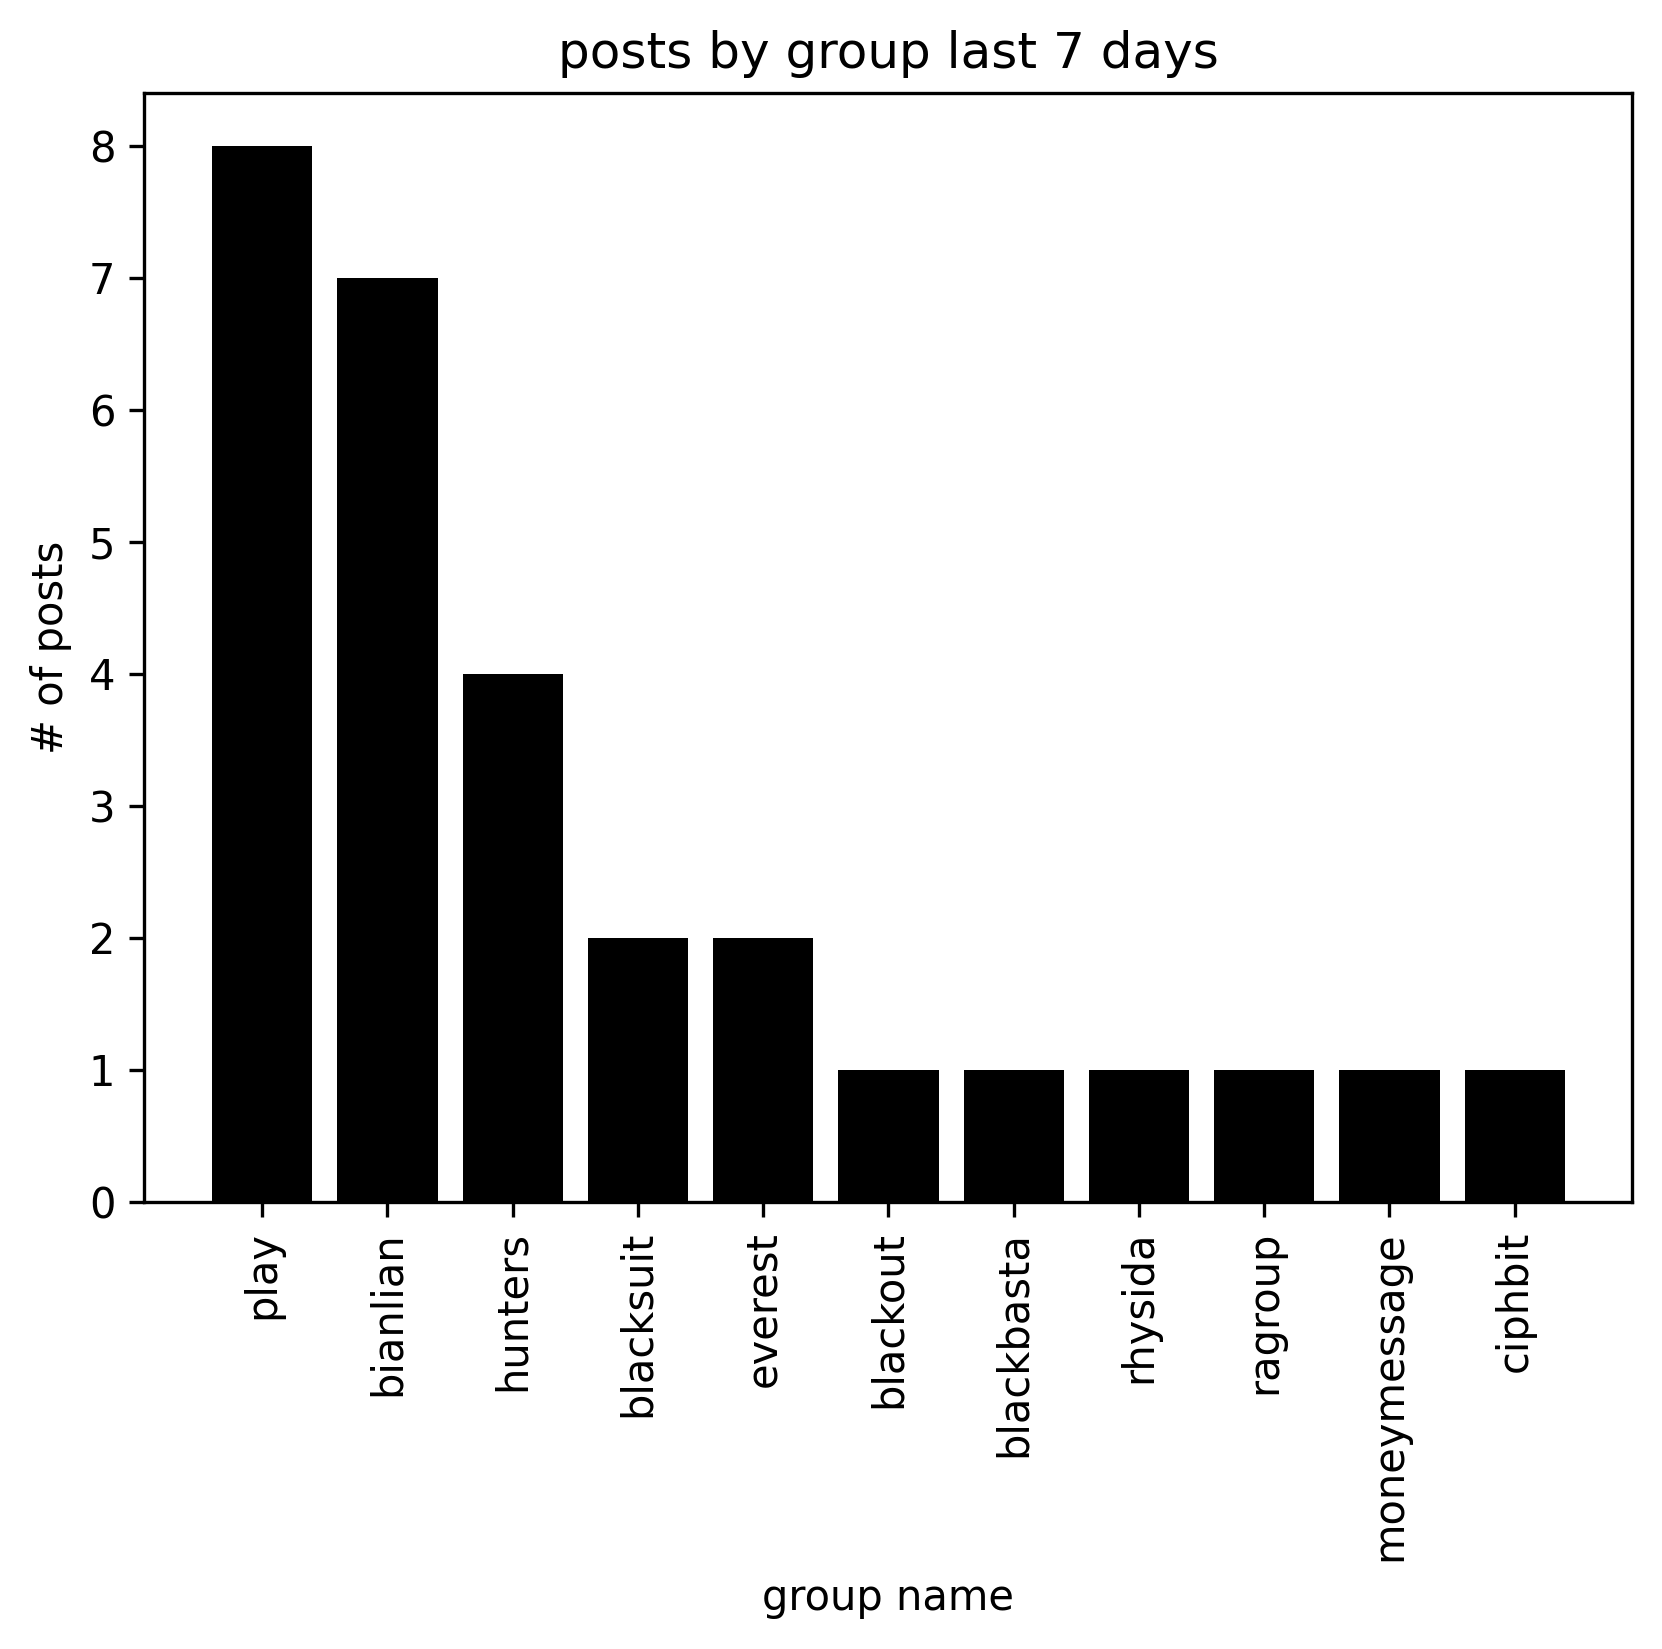 posts by group last 7 days
# of posts
8
7
6
5
4
3
2
1
0
play
bianlian
hunters
blacksuit
everest
blackout
blackbasta
rhysida
ragroup
moneymessage
ciphbit
group name